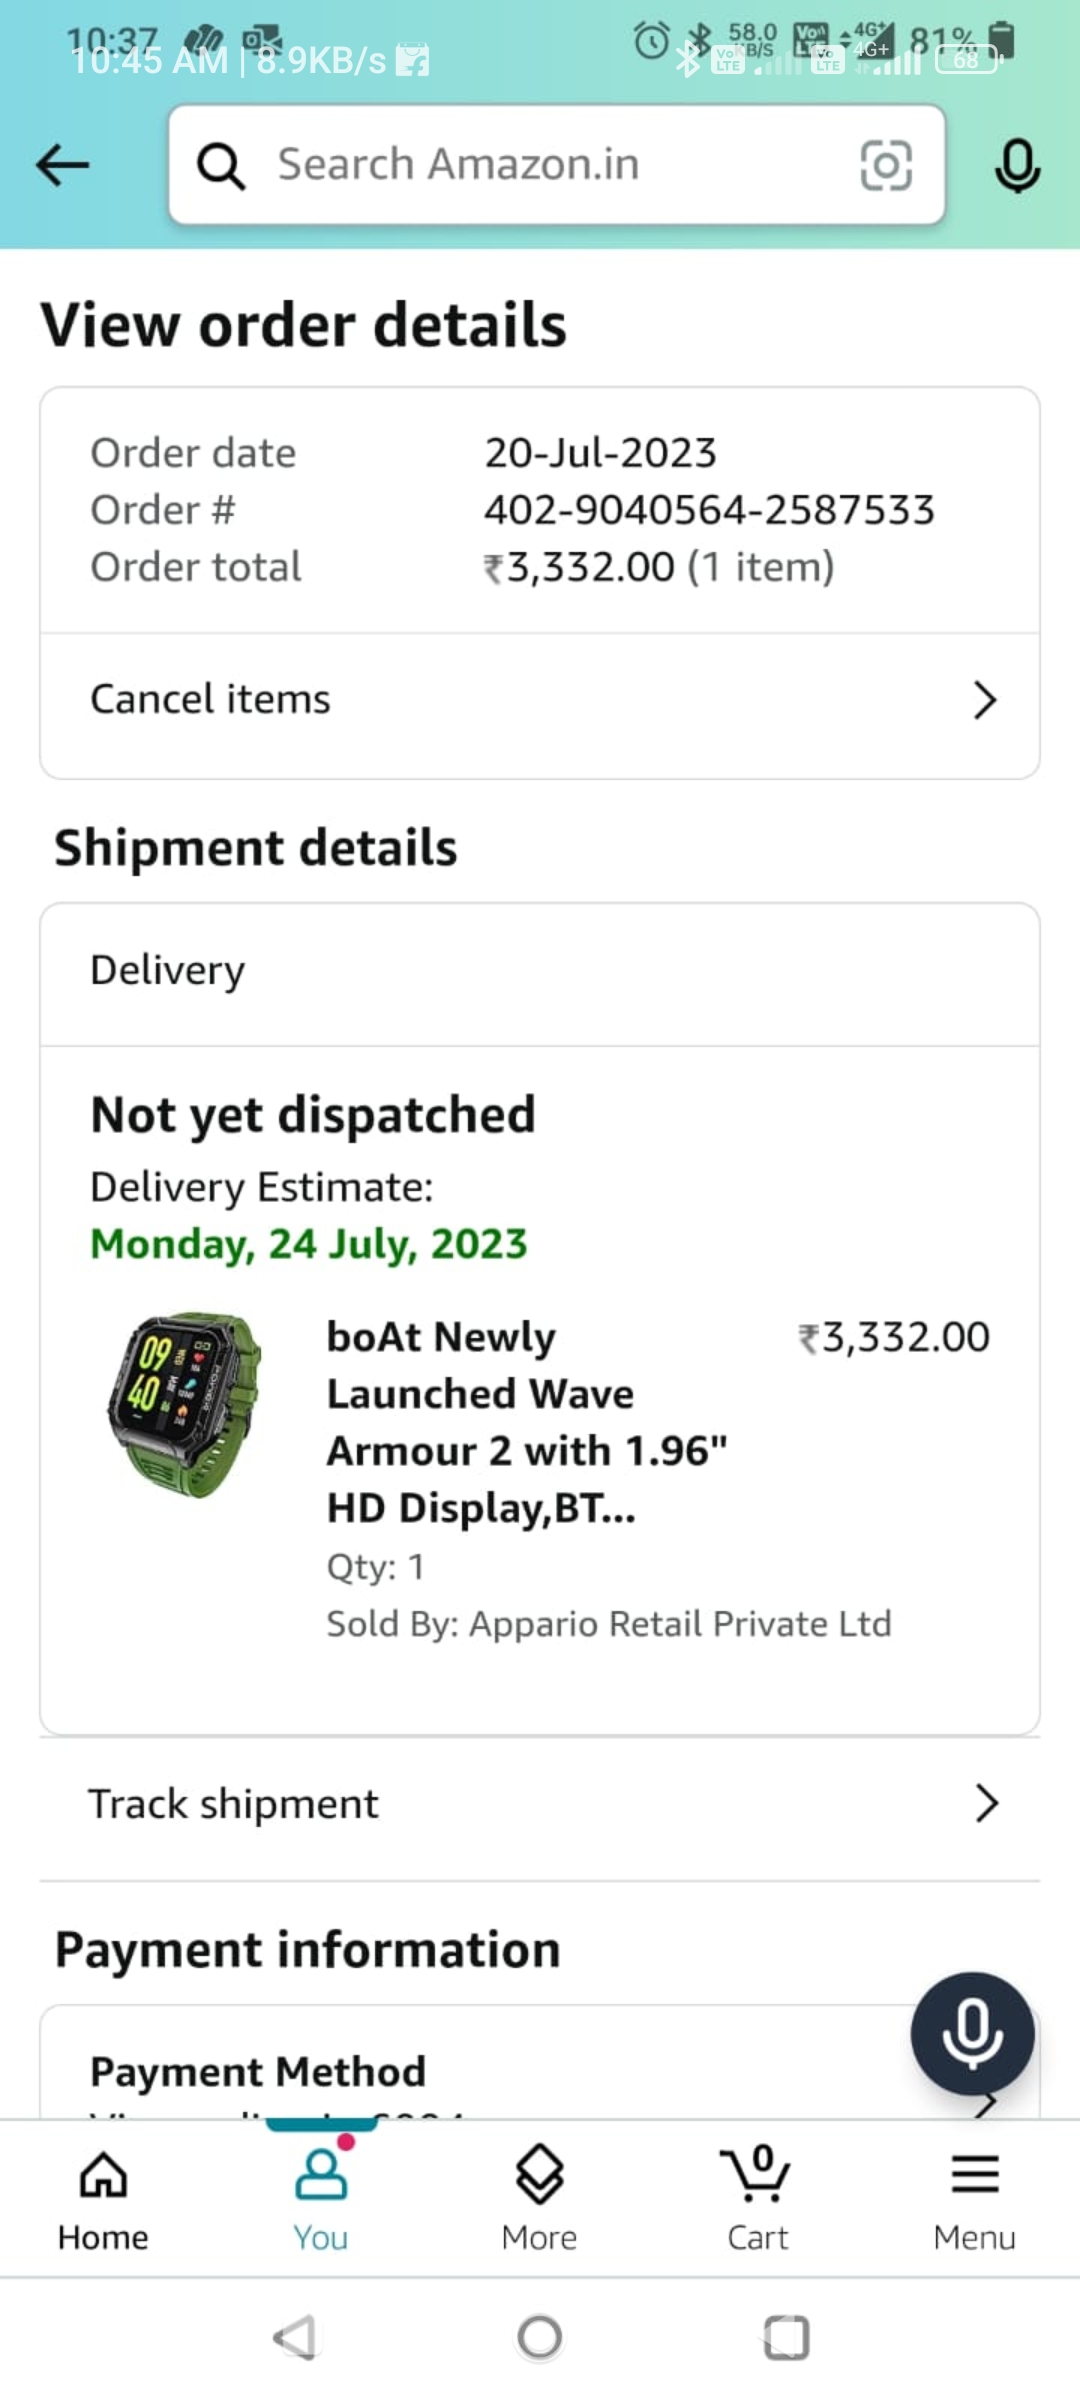 10:37
58.0 KB/S
81%
10:45 AM | 8.9KB/s
4G+
4G+
68
Search Amazon.in
View order details
Order date 20-Jul-2023
Order # 402-9040564-2587533
Order total ₹3,332.00 (1 item)
Cancel items
Shipment details
Delivery
Not yet dispatched
Delivery Estimate:
Monday, 24 July, 2023
09
40
boAt Newly ₹3,332.00
Launched Wave
Armour 2 with 1.96"
HD Display,BT...
Qty: 1
Sold By: Appario Retail Private Ltd
Track shipment
Payment information
Payment Method
0
Home You More Cart Menu